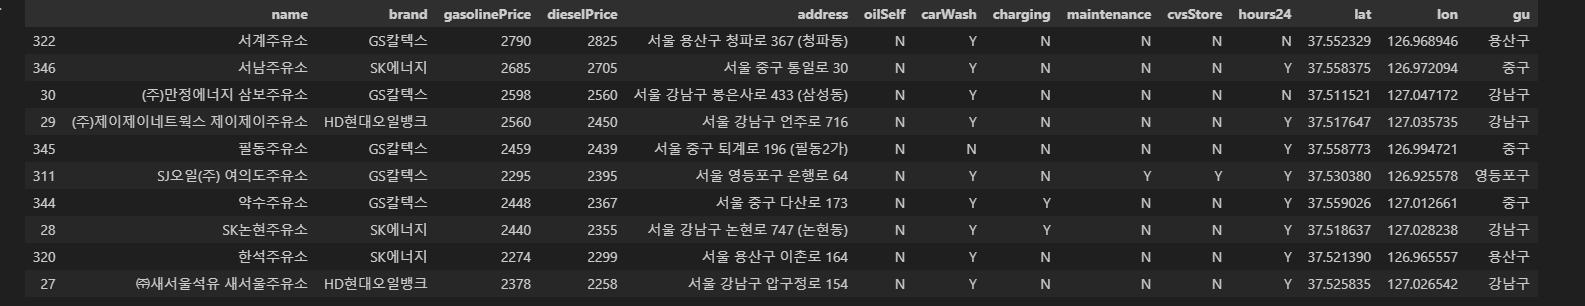 name brand gasolinePrice dieselPrice address oilSelf carWash charging maintenance cvsStore hours24 lat lon gu
322 서계주유소 GS칼텍스 2790 2825 서울 용산구 청파로 367 (청파동) N Y N N N N 37.552329 126.968946 용산구
346 서남주유소 SK에너지 2685 2705 서울 중구 통일로 30 N Y N N N Y 37.558375 126.972094 중구
30 (주)만정에너지 삼보주유소 GS칼텍스 2598 2560 서울 강남구 봉은사로 433 (삼성동) N Y N N N N 37.511521 127.047172 강남구
29 (주)제이제이네트웍스 제이제이주유소 HD현대오일뱅크 2560 2450 서울 강남구 언주로 716 N Y N N N Y 37.517647 127.035735 강남구
345 필동주유소 GS칼텍스 2459 2439 서울 중구 퇴계로 196 (필동2가) N N N N N Y 37.558773 126.994721 중구
311 SJ오일(주) 여의도주유소 GS칼텍스 2295 2395 서울 영등포구 은행로 64 N Y N Y Y Y 37.530380 126.925578 영등포구
344 약수주유소 GS칼텍스 2448 2367 서울 중구 다산로 173 N Y Y N N Y 37.559026 127.012661 중구
28 SK논현주유소 SK에너지 2440 2355 서울 강남구 논현로 747 (논현동) N Y Y N N Y 37.518637 127.028238 강남구
320 한석주유소 SK에너지 2274 2299 서울 용산구 이촌로 164 N Y N N N Y 37.521390 126.965557 용산구
27 ㈜새서울석유 새서울주유소 HD현대오일뱅크 2378 2258 서울 강남구 압구정로 154 N Y N N N Y 37.525835 127.026542 강남구